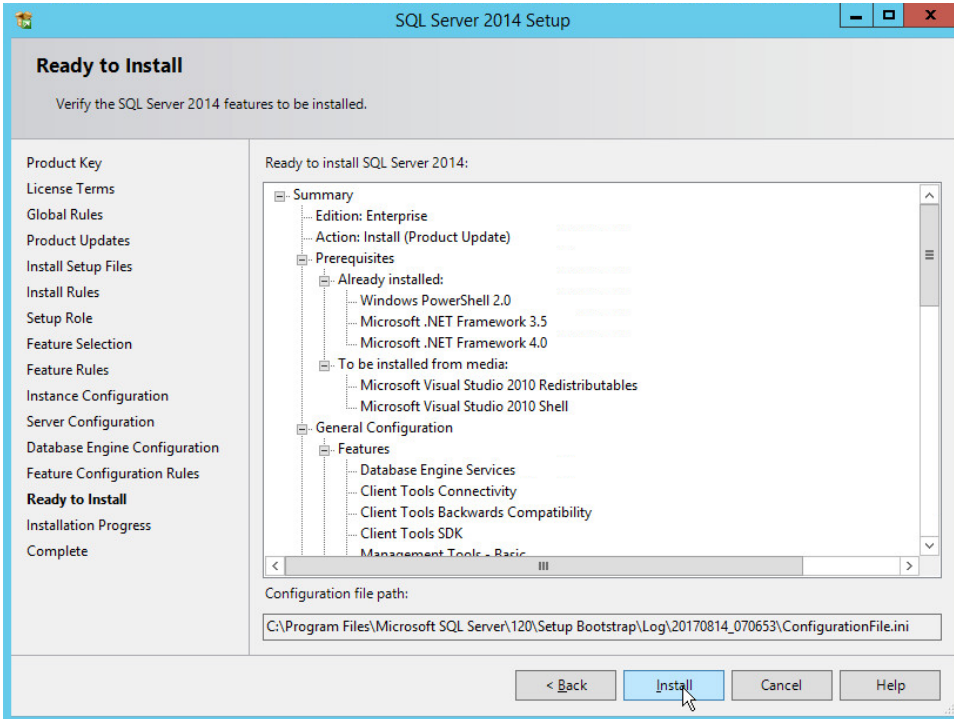 SQL Server 2014 Setup
Ready to Install
Verify the SQL Server 2014 features to be installed.
Product Key
License Terms
Global Rules
Product Updates
Install Setup Files
Install Rules
Setup Role
Feature Selection
Feature Rules
Instance Configuration
Server Configuration
Database Engine Configuration
Feature Configuration Rules
Ready to Install
Installation Progress
Complete
Ready to install SQL Server 2014:
Summary
Edition: Enterprise
Action: Install (Product Update)
Prerequisites
Already installed:
Windows PowerShell 2.0
Microsoft .NET Framework 3.5
Microsoft .NET Framework 4.0
To be installed from media:
Microsoft Visual Studio 2010 Redistributables
Microsoft Visual Studio 2010 Shell
General Configuration
Features
Database Engine Services
Client Tools Connectivity
Client Tools Backwards Compatibility
Client Tools SDK
Management Tools - Basic
Configuration file path:
C:\Program Files\Microsoft SQL Server\120\Setup Bootstrap\Log\20170814_070653\ConfigurationFile.ini
< Back
Install
Cancel
Help